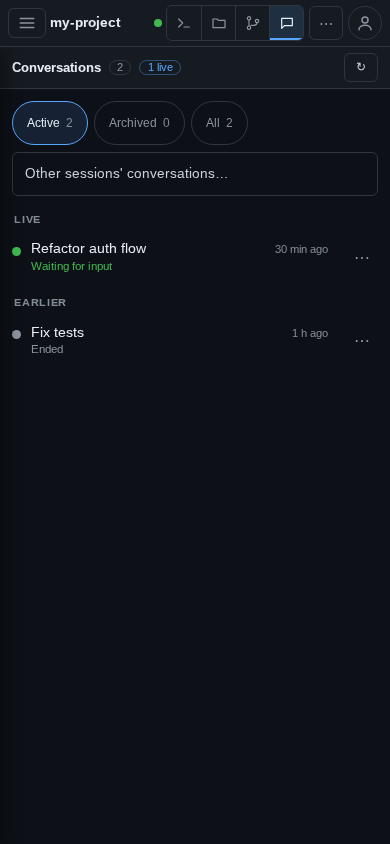 my-project
Conversations 2 1 live
Active 2 Archived 0 All 2
Other sessions' conversations…
LIVE
Refactor auth flow 30 min ago
Waiting for input
EARLIER
Fix tests 1 h ago
Ended